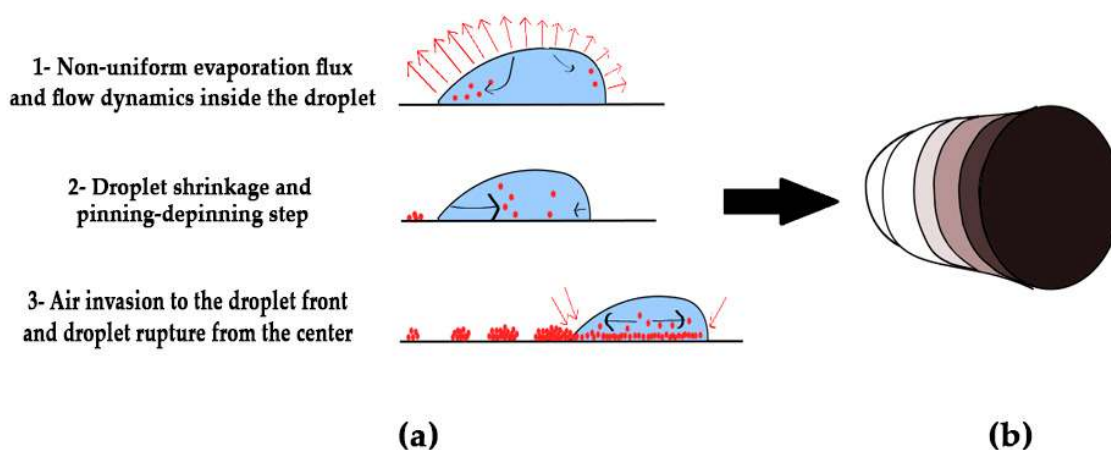 1- Non-uniform evaporation flux
and flow dynamics inside the droplet
2- Droplet shrinkage and
pinning-depinning step
3- Air invasion to the droplet front
and droplet rupture from the center
(a)
(b)